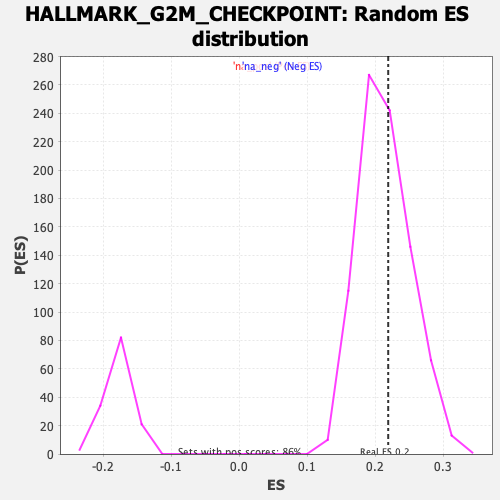 HALLMARK_G2M_CHECKPOINT: Random ES
distribution
'na_neg' (Neg ES)
P(ES)
280
260
240
220
200
180
160
140
120
100
80
60
40
20
0
Sets with pos scores: 86%
Real ES 0.2
-0.2 -0.1 0.0 0.1 0.2 0.3
ES